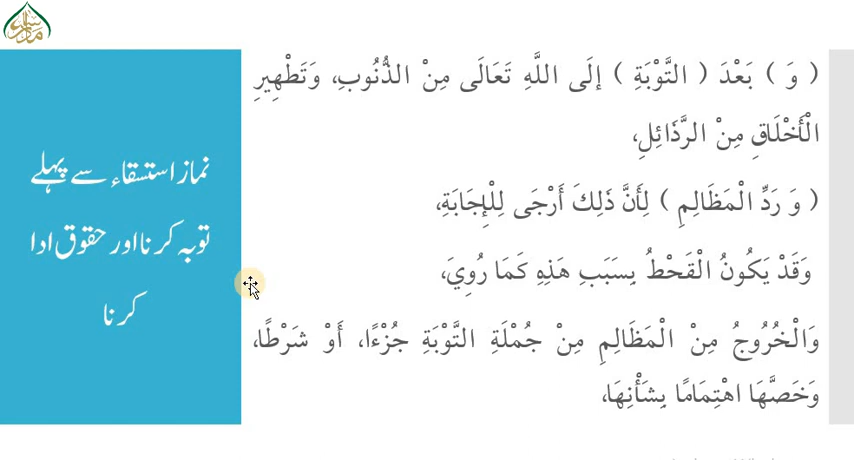 ( وَ ) بَعْدَ ( التَّوْبَةِ ) إلَى اللَّهِ تَعَالَى مِنْ الذُّنُوبِ، وَتَطْهِيرِ
الْأَخْلَاقِ مِنْ الرَّذَائِلِ،
( وَ رَدِّ الْمَظَالِمِ ) لِأَنَّ ذَلِكَ أَرْجَى لِلْإِجَابَةِ،
وَقَدْ يَكُونُ الْقَحْطُ بِسَبَبِ هَذِهِ كَمَا رُوِيَ،
وَالْخُرُوجُ مِنْ الْمَظَالِمِ مِنْ جُمْلَةِ التَّوْبَةِ جُزْءًا، أَوْ شَرْطًا،
وَخَصَّهَا اهْتِمَامًا بِشَأْنِهَا،
نماز استسقاء سے پہلے
توبہ کرنا اور حقوق ادا
کرنا